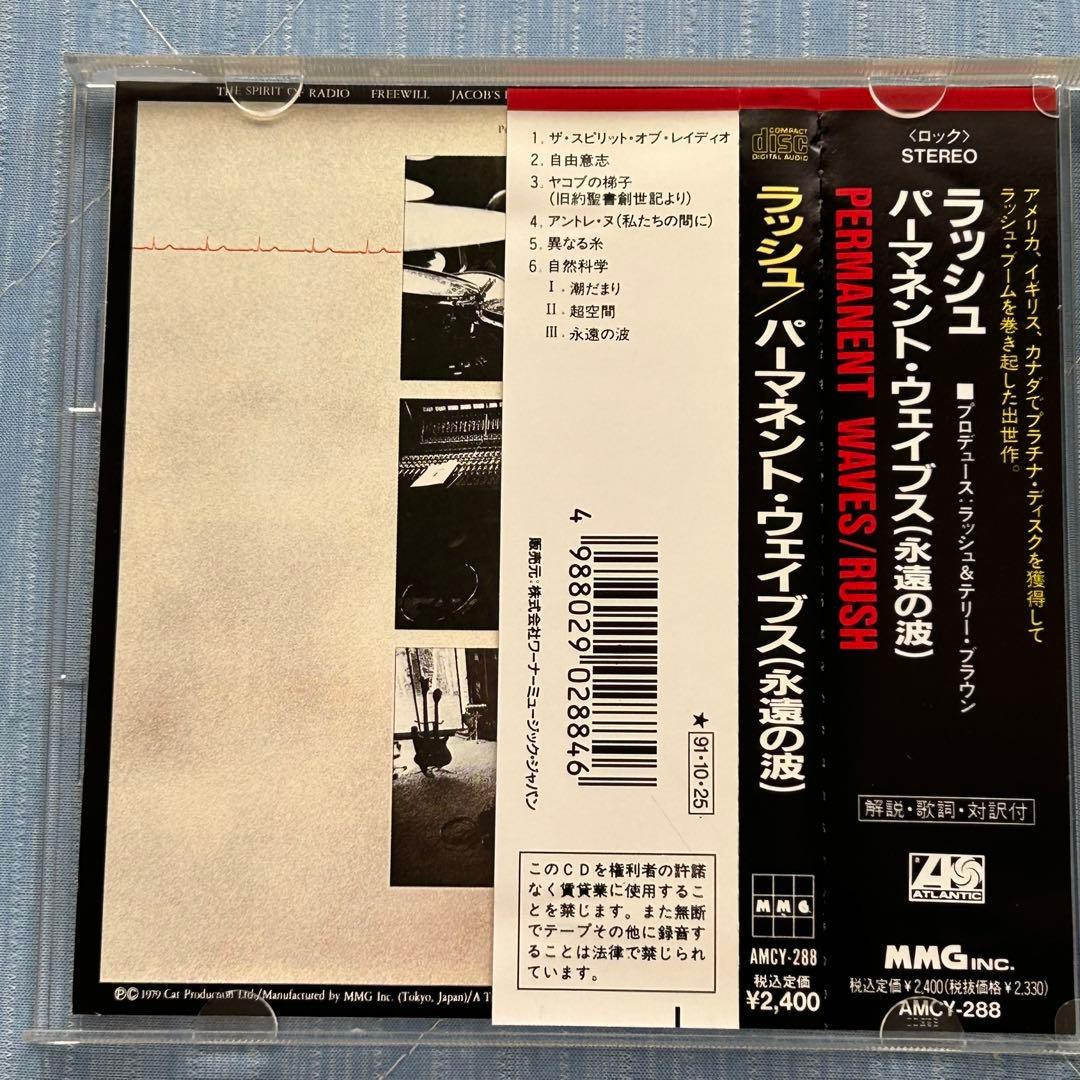 THE SPIRIT OF RADIO FREEWILL JACOB'S
1. ザ・スピリット・オブ・レイディオ
2. 自由意志
3. ヤコブの梯子
(旧約聖書創世記より)
4. アントレ・ヌ(私たちの間に)
5. 異なる糸
6. 自然科学
I. 潮だまり
II. 超空間
III. 永遠の波
4 988029 028846
販売元:株式会社ワーナーミュージック・ジャパン
★ 91・10・25
このCDを権利者の許諾
なく賃貸業に使用するこ
とを禁じます。また無断
でテープその他に録音す
ることは法律で禁じられ
ています。
COMPACT
disc
DIGITAL AUDIO
ラッシュ/パーマネント・ウェイブス(永遠の波)
MMG
AMCY-288
税込定価
¥2,400
〈ロック〉
STEREO
アメリカ、イギリス、カナダでプラチナ・ディスクを獲得して
ラッシュ・ブームを巻き起した出世作。
ラッシュ
■プロデュース:ラッシュ&テリー・ブラウン
パーマネント・ウェイブス(永遠の波)
PERMANENT WAVES/RUSH
解説・歌詞・対訳付
ATLANTIC
MMG INC.
税込定価¥2,400(税抜価格¥2,330)
AMCY-288
ⓅⒸ 1979 Cat Production Ltd./Manufactured by MMG Inc. (Tokyo, Japan)/A